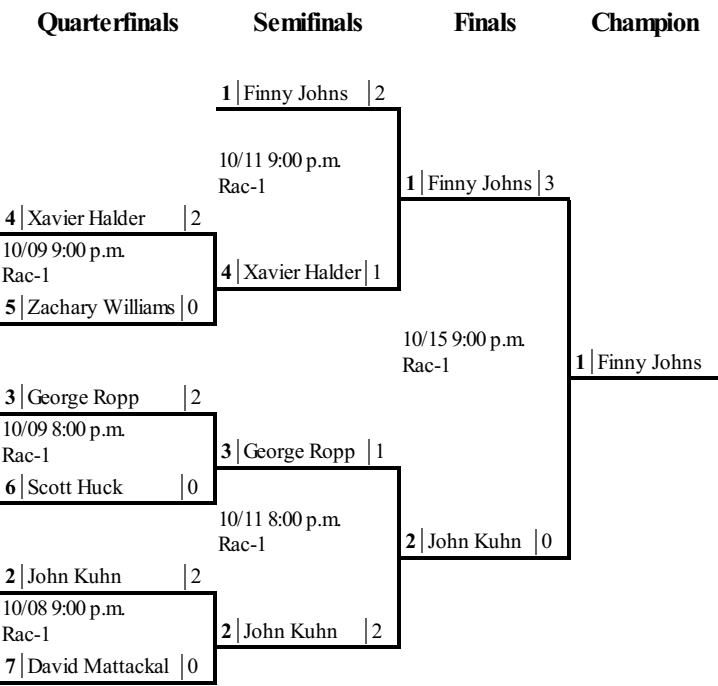 Quarterfinals Semifinals Finals Champion
1 Finny Johns 2
10/11 9:00 p.m.
Rac-1
1 Finny Johns 3
4 Xavier Halder 2
10/09 9:00 p.m.
Rac-1
4 Xavier Halder 1
5 Zachary Williams 0
10/15 9:00 p.m.
Rac-1
1 Finny Johns
3 George Ropp 2
10/09 8:00 p.m.
Rac-1
3 George Ropp 1
6 Scott Huck 0
10/11 8:00 p.m.
Rac-1
2 John Kuhn 0
2 John Kuhn 2
10/08 9:00 p.m.
Rac-1
2 John Kuhn 2
7 David Mattackal 0